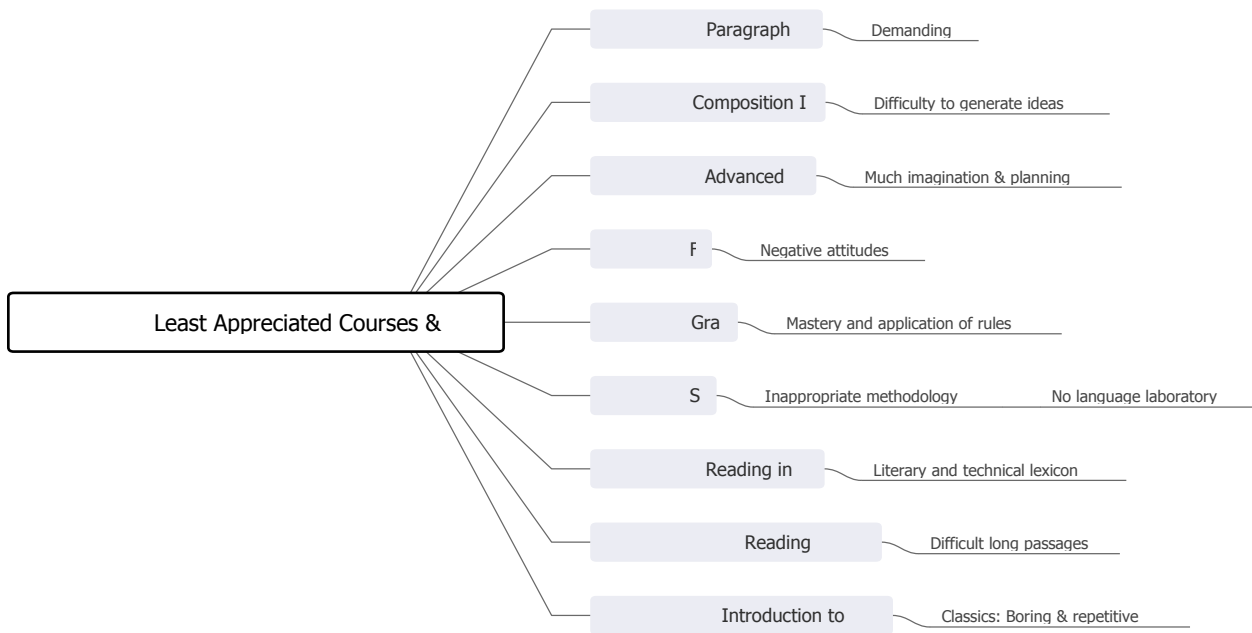 Paragraph
Demanding
Composition I
Difficulty to generate ideas
Advanced
Much imagination & planning
F
Negative attitudes
Least Appreciated Courses &
Gra
Mastery and application of rules
S
Inappropriate methodology
No language laboratory
Reading in
Literary and technical lexicon
Reading
Difficult long passages
Introduction to
Classics: Boring & repetitive